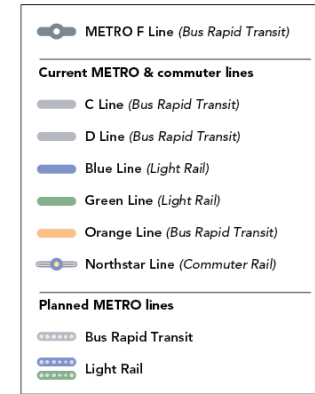 METRO F Line (Bus Rapid Transit)
Current METRO & commuter lines
C Line (Bus Rapid Transit)
D Line (Bus Rapid Transit)
Blue Line (Light Rail)
Green Line (Light Rail)
Orange Line (Bus Rapid Transit)
Northstar Line (Commuter Rail)
Planned METRO lines
Bus Rapid Transit
Light Rail